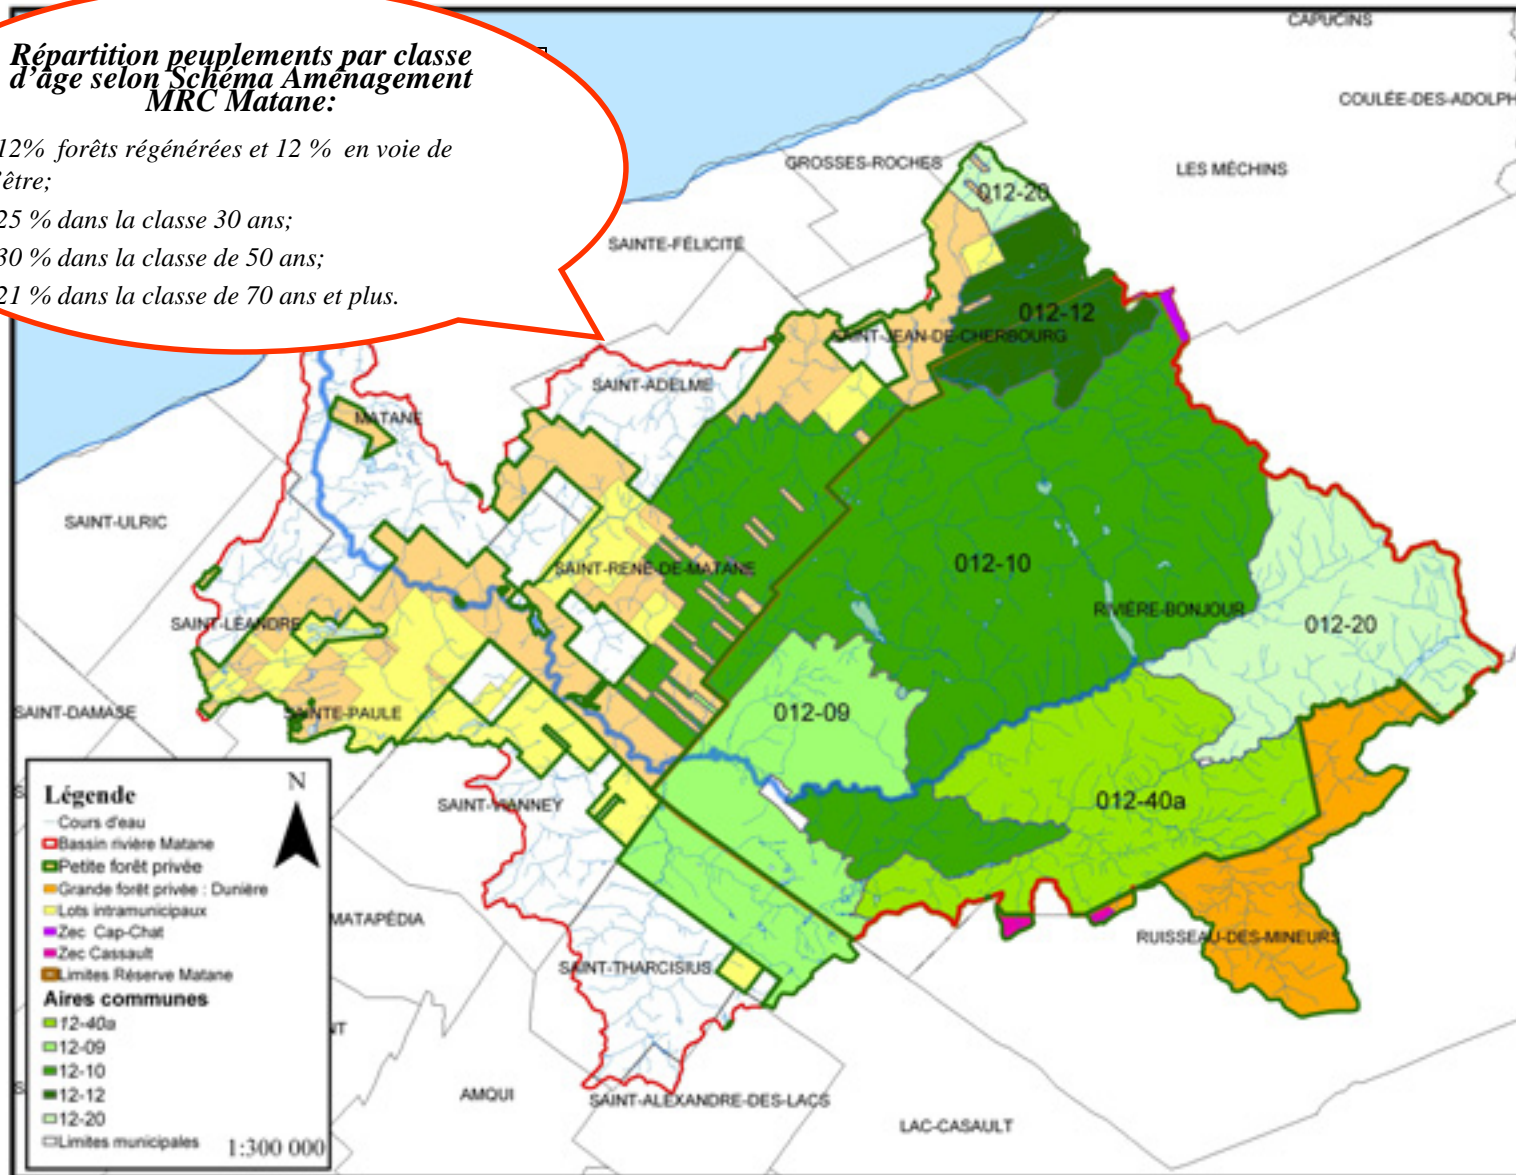 Répartition peuplements par classe
d'âge selon Schéma Aménagement
MRC Matane:
12% forêts régénérées et 12 % en voie de
'être;
25 % dans la classe 30 ans;
30 % dans la classe de 50 ans;
21 % dans la classe de 70 ans et plus.
CAPUCINS
COULÉE-DES-ADOLPH
GROSSES-ROCHES
LES MÉCHINS
012-20
SAINTE-FÉLICITÉ
012-12
SAINT-JEAN-DE-CHERBOURG
SAINT-ADELME
MATANE
SAINT-ULRIC
012-10
SAINT-RENÉ-DE-MATANE
RIVIÈRE-BONJOUR
SAINT-LÉANDRE
012-20
SAINT-DAMASE
SAINTE-PAULE
012-09
012-40a
SAINT-VIANNEY
MATAPÉDIA
RUISSEAU-DES-MINEURS
SAINT-THARCISIUS
NT
AMQUI
SAINT-ALEXANDRE-DES-LACS
LAC-CASAULT
Légende
N
Cours d'eau
Bassin rivière Matane
Petite forêt privée
Grande forêt privée : Dunière
Lots intramunicipaux
Zec Cap-Chat
Zec Cassault
Limites Réserve Matane
Aires communes
12-40a
12-09
12-10
12-12
12-20
Limites municipales
1:300 000